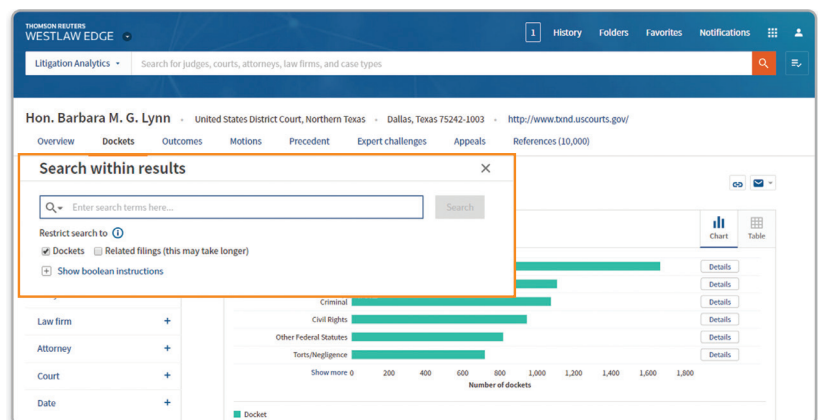 THOMSON REUTERS
WESTLAW EDGE
1 History Folders Favorites Notifications
Litigation Analytics Search for judges, courts, attorneys, law firms, and case types
Hon. Barbara M. G. Lynn - United States District Court, Northern Texas - Dallas, Texas 75242-1003 - http://www.txnd.uscourts.gov/
Overview Dockets Outcomes Motions Precedent Expert challenges Appeals References (10,000)
Search within results
Enter search terms here... Search
Restrict search to
Dockets Related filings (this may take longer)
Show boolean instructions
Chart Table
Details
Details
Criminal Details
Civil Rights Details
Other Federal Statutes Details
Torts/Negligence Details
Show more 0 200 400 600 800 1,000 1,200 1,400 1,600 1,800
Number of dockets
Docket
Law firm +
Attorney +
Court +
Date +